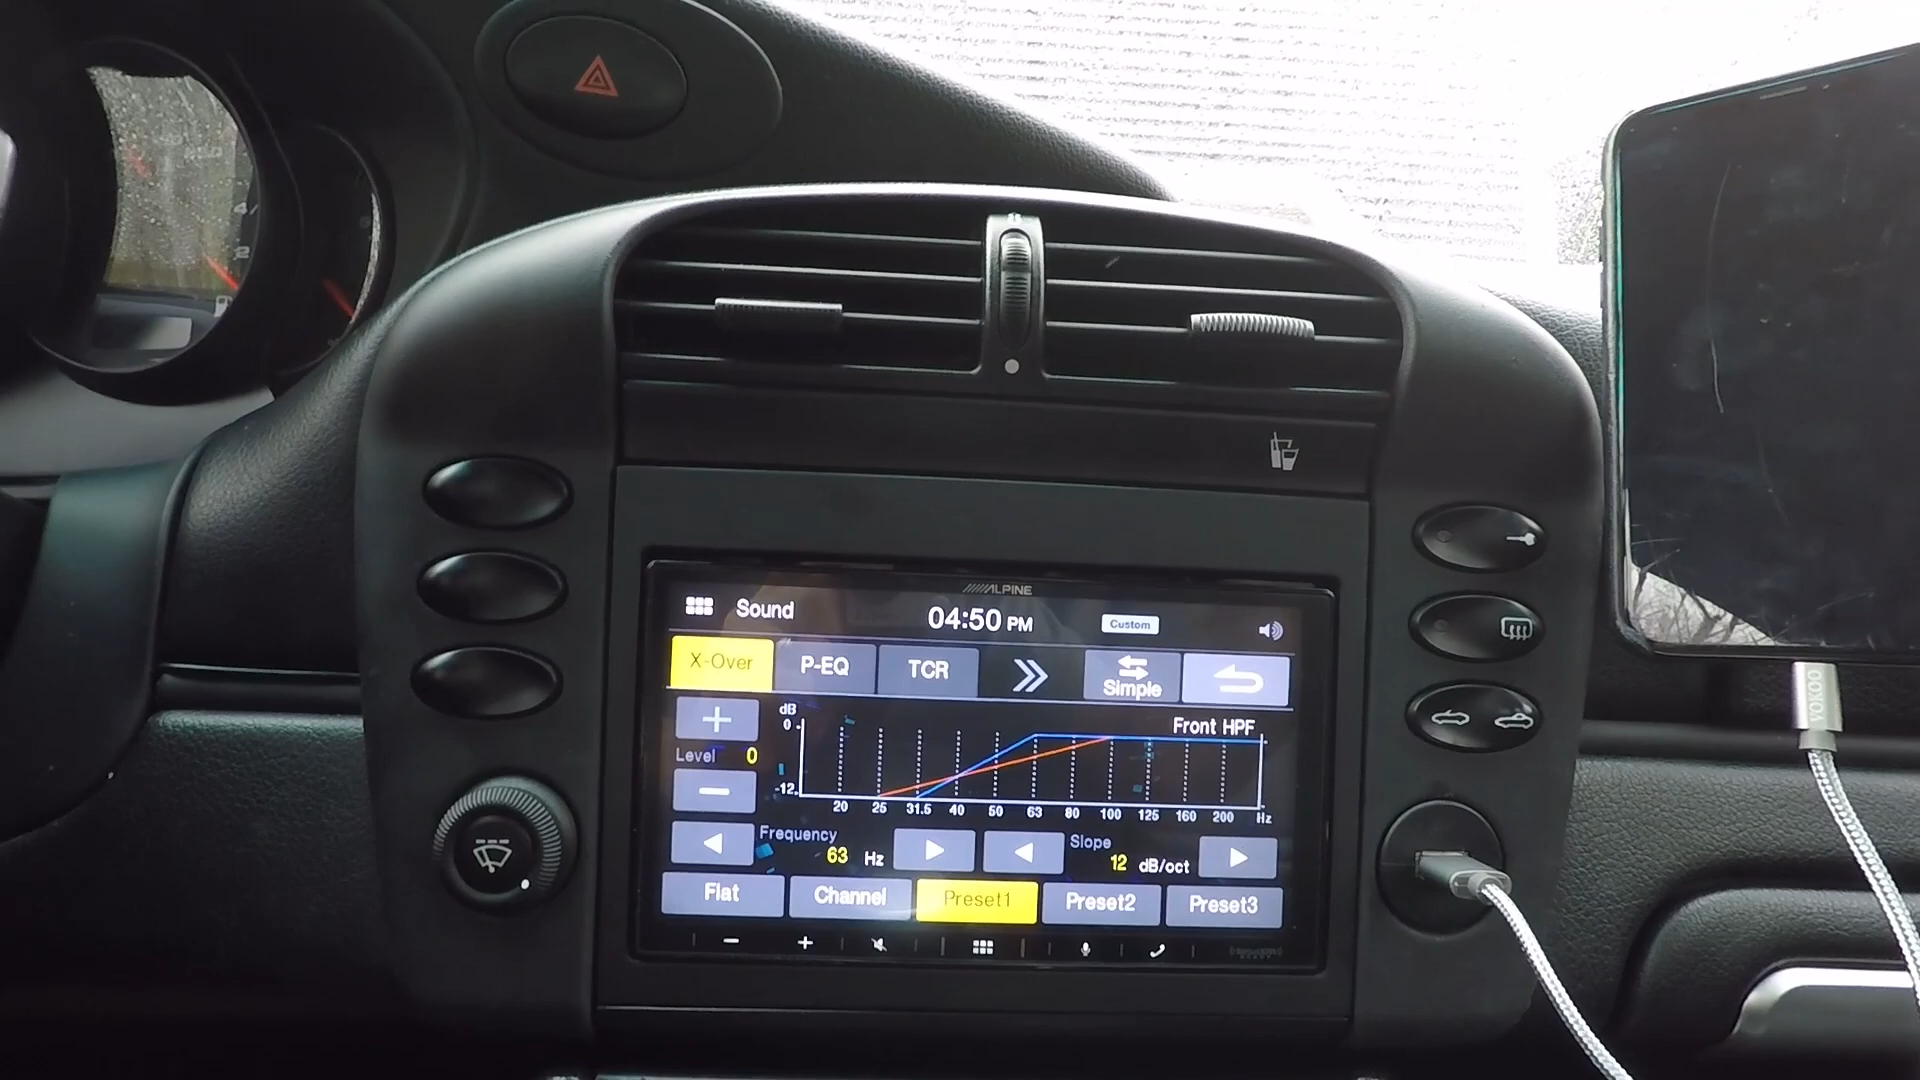 4
2
ALPINE
Sound
04:50 PM
Custom
X-Over
P-EQ
TCR
Simple
dB
0
Front HPF
Level 0
-12
20 25 31.5 40 50 63 80 100 125 160 200 Hz
Frequency
63 Hz
Slope
12 dB/oct
Flat
Channel
Preset1
Preset2
Preset3
VOXOO